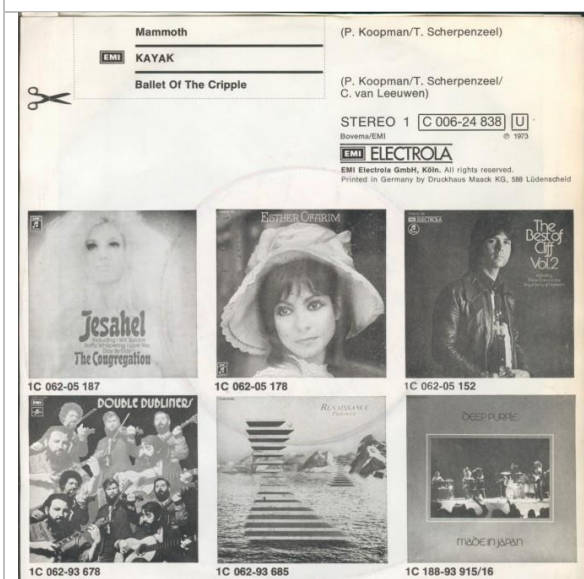 Mammoth
(P. Koopman/T. Scherpenzeel)
EMI KAYAK
Ballet Of The Cripple
(P. Koopman/T. Scherpenzeel/
C. van Leeuwen)
STEREO 1 C 006-24 838 U
Bovema/EMI ℗ 1973
EMI ELECTROLA
EMI Electrola GmbH, Köln. All rights reserved.
Printed in Germany by Druckhaus Maack KG, 588 Lüdenscheid
Jesahel
The Congregation
1C 062-05 187
ESTHER OFARIM
1C 062-05 178
EMI ELECTROLA
The
Best of
Cliff
Vol.2
1C 062-05 152
EMI
DOUBLE DUBLINERS
1C 062-93 678
RENAISSANCE
PROLOGUE
1C 062-93 685
DEEP PURPLE
MADE IN JAPAN
1C 188-93 915/16